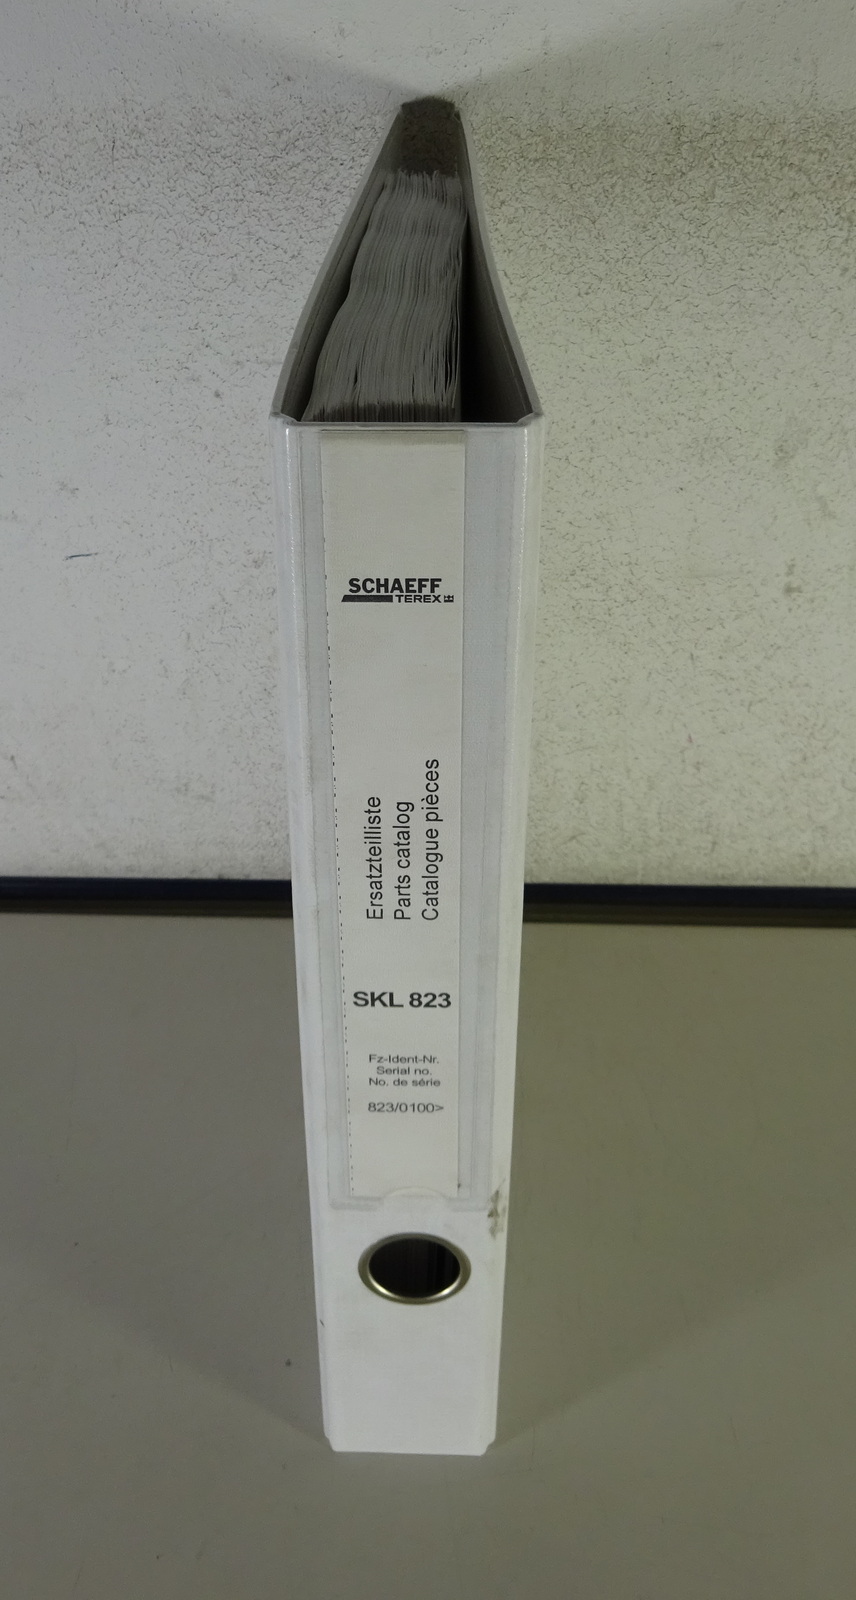 SCHAEFF
TEREX
Ersatzteilliste
Parts catalog
Catalogue pièces
SKL 823
Fz-Ident-Nr.
Serial no.
No. de série
823/0100>